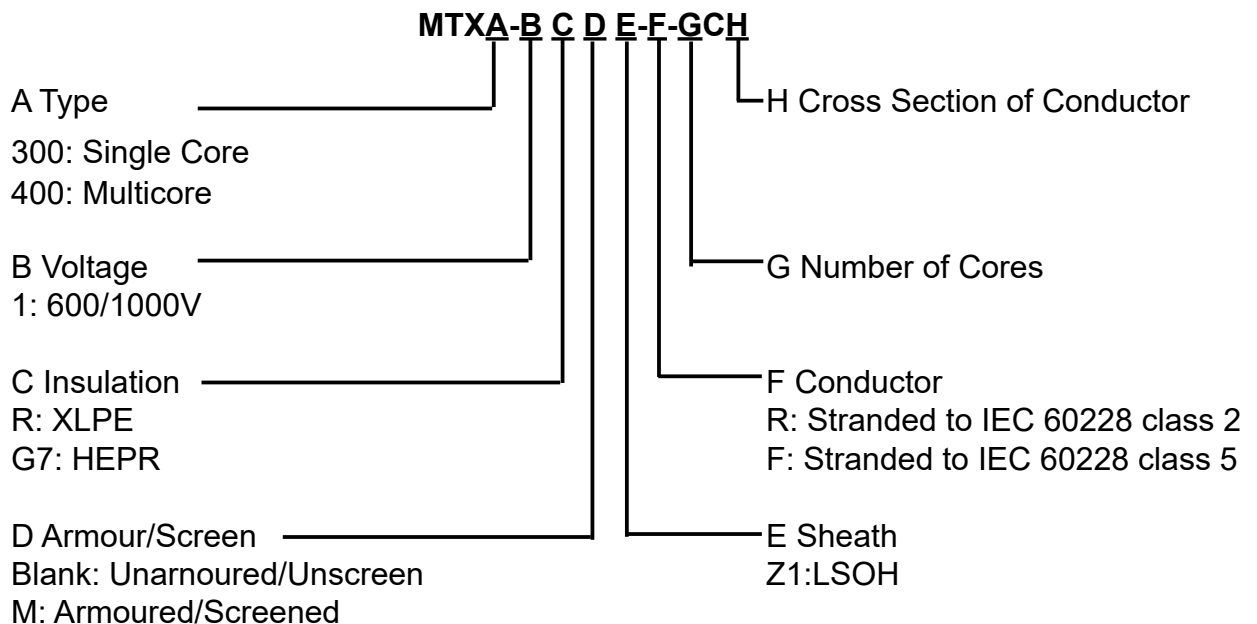 MTXA-B C D E-F-GCH
A Type
300: Single Core
400: Multicore
B Voltage
1: 600/1000V
C Insulation
R: XLPE
G7: HEPR
D Armour/Screen
Blank: Unarnoured/Unscreen
M: Armoured/Screened
H Cross Section of Conductor
G Number of Cores
F Conductor
R: Stranded to IEC 60228 class 2
F: Stranded to IEC 60228 class 5
E Sheath
Z1:LSOH